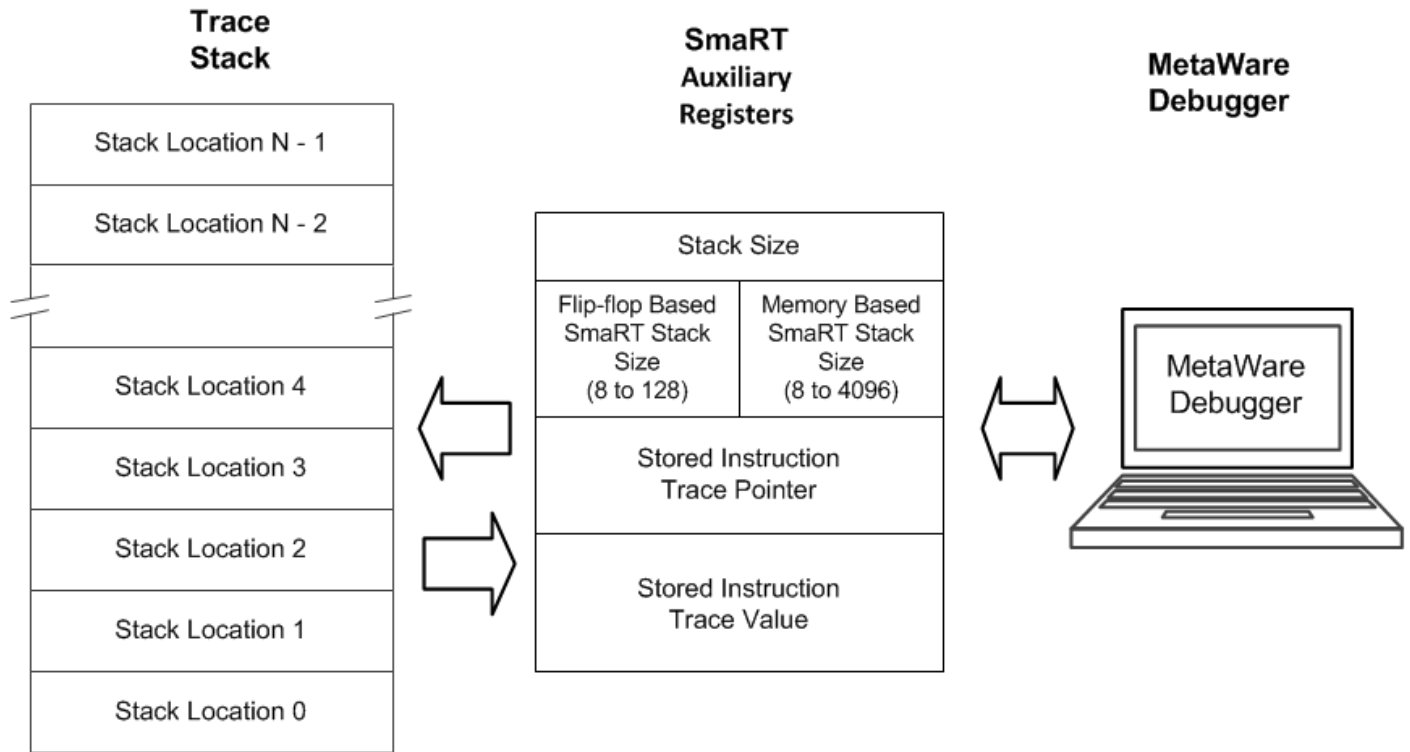 Trace
Stack
Stack Location N - 1
Stack Location N - 2
Stack Location 4
Stack Location 3
Stack Location 2
Stack Location 1
Stack Location 0
SmaRT
Auxiliary
Registers
Stack Size
Flip-flop Based
SmaRT Stack
Size
(8 to 128)
Memory Based
SmaRT Stack
Size
(8 to 4096)
Stored Instruction
Trace Pointer
Stored Instruction
Trace Value
MetaWare
Debugger
MetaWare
Debugger